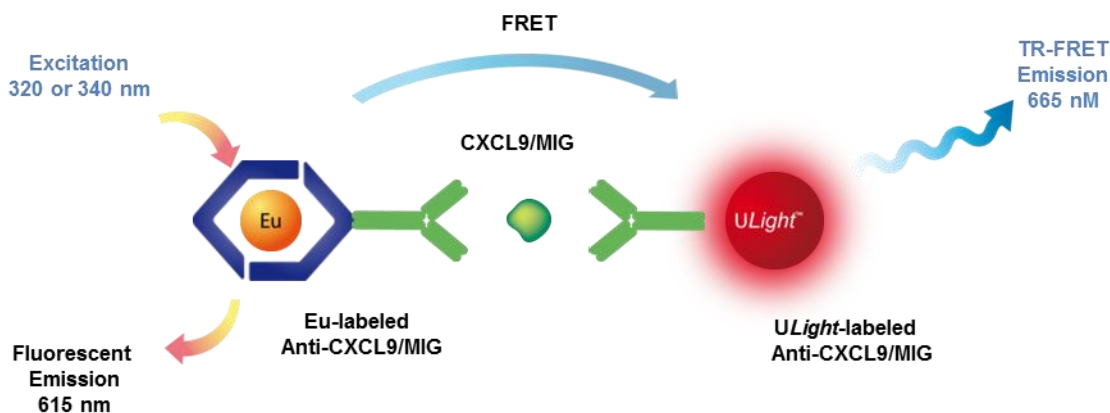 FRET
Excitation
320 or 340 nm
TR-FRET
Emission
665 nM
CXCL9/MIG
Eu
ULight™
Eu-labeled
Anti-CXCL9/MIG
ULight-labeled
Anti-CXCL9/MIG
Fluorescent
Emission
615 nm